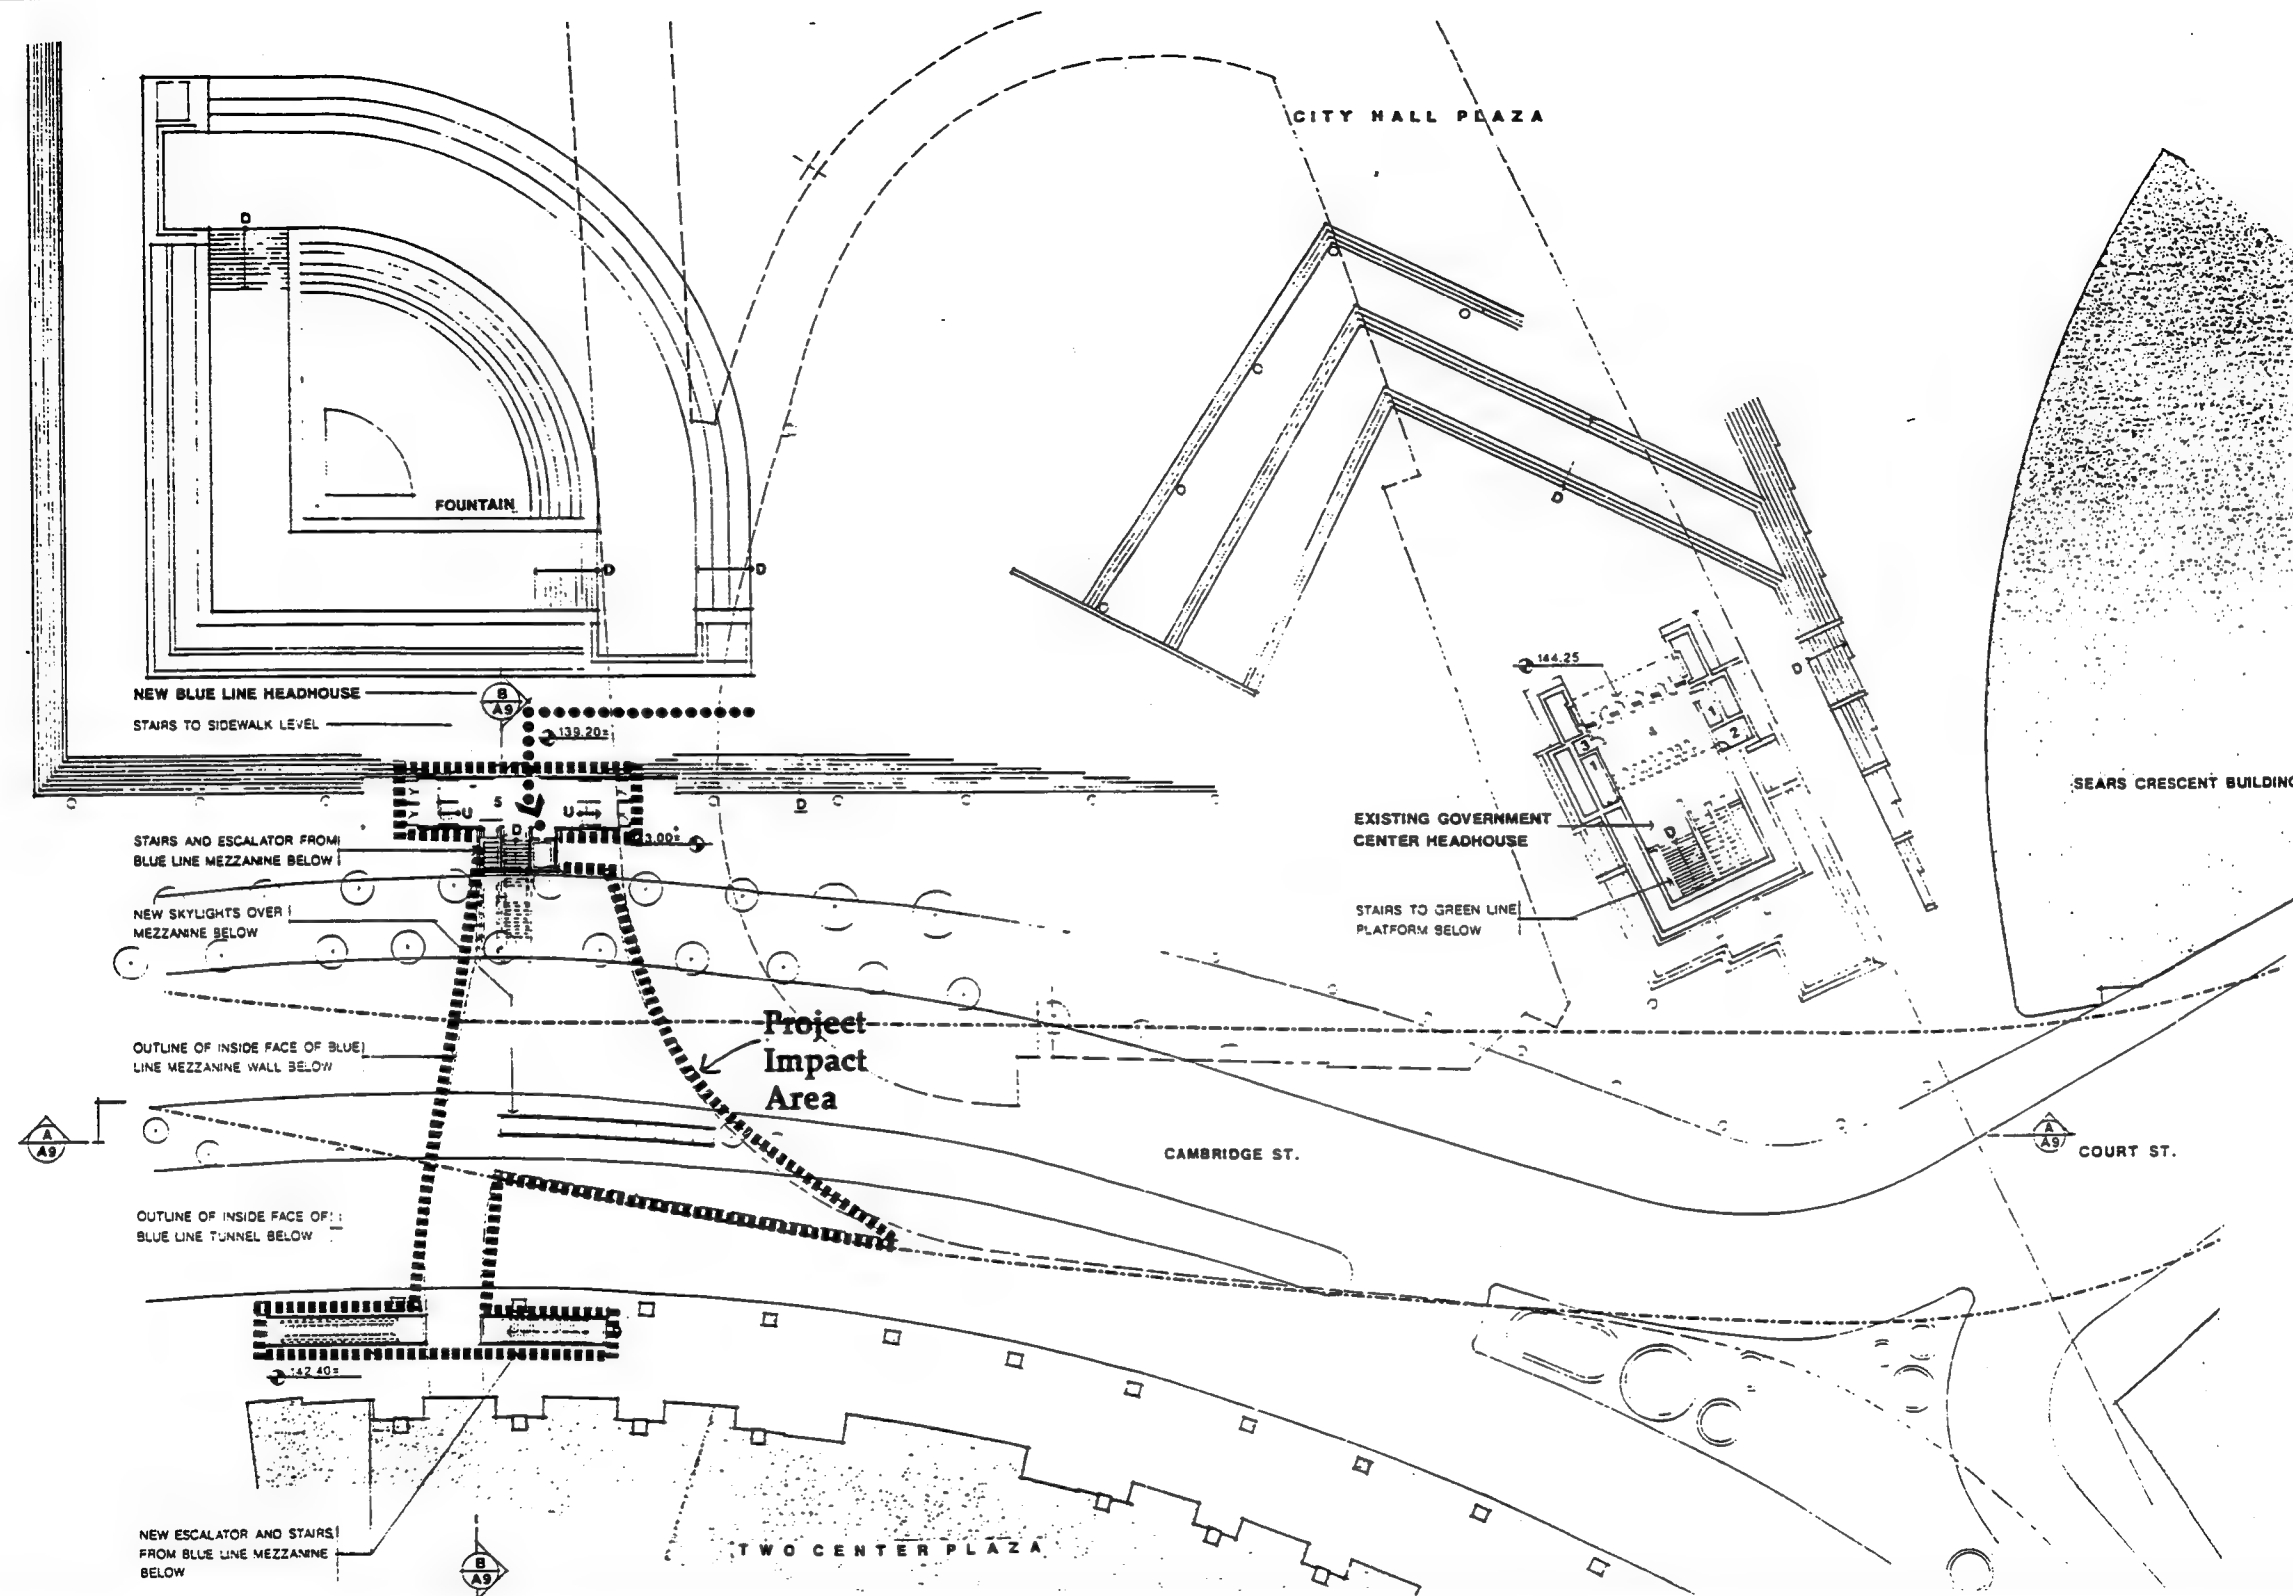 CITY HALL PLAZA
D
C
C
C
FOUNTAIN
D
D
D
C
D
144.25
NEW BLUE LINE HEADHOUSE
B
A9
STAIRS TO SIDEWALK LEVEL
139.20±
1
2
3
1
SEARS CRESCENT BUILDING
S
U
U
D
D
STAIRS AND ESCALATOR FROM
BLUE LINE MEZZANINE BELOW
3.00±
EXISTING GOVERNMENT
CENTER HEADHOUSE
D
NEW SKYLIGHTS OVER
MEZZANINE BELOW
STAIRS TO GREEN LINE
PLATFORM BELOW
Project
Impact
Area
OUTLINE OF INSIDE FACE OF BLUE
LINE MEZZANINE WALL BELOW
A
A9
CAMBRIDGE ST.
A
A9
COURT ST.
OUTLINE OF INSIDE FACE OF
BLUE LINE TUNNEL BELOW
142.40±
NEW ESCALATOR AND STAIRS
FROM BLUE LINE MEZZANINE
BELOW
B
A9
TWO CENTER PLAZA